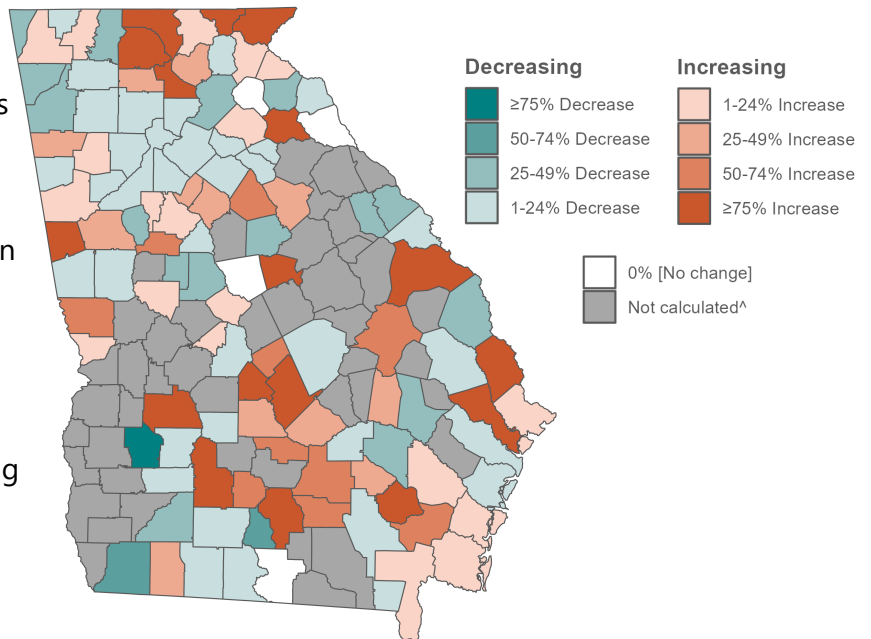 s
n
g
Decreasing
≥75% Decrease
50-74% Decrease
25-49% Decrease
1-24% Decrease
Increasing
1-24% Increase
25-49% Increase
50-74% Increase
≥75% Increase
0% [No change]
Not calculated^